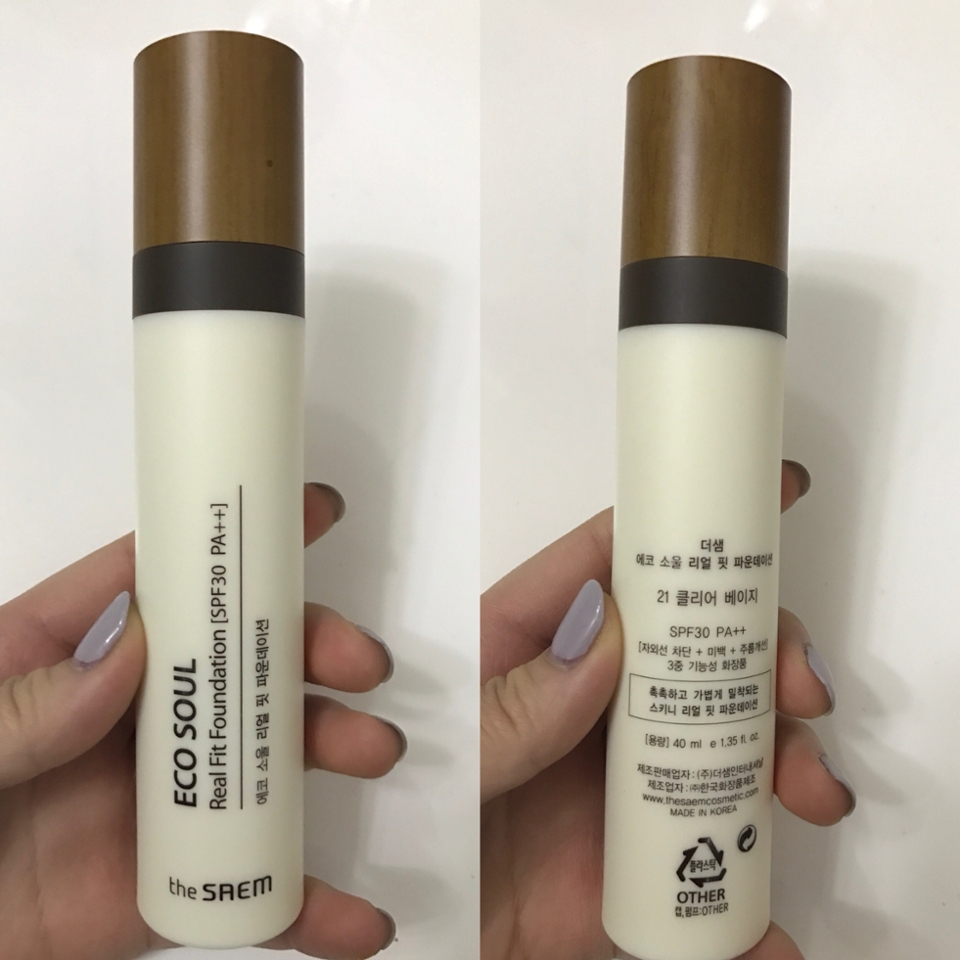 ECO SOUL
Real Fit Foundation [SPF30 PA++]
에코 소울 리얼 핏 파운데이션
the SAEM
더샘
에코 소울 리얼 핏 파운데이션
21 클리어 베이지
SPF30 PA++
[자외선 차단 + 미백 + 주름개선]
3중 기능성 화장품
촉촉하고 가볍게 밀착되는
스키니 리얼 핏 파운데이션
[용량] 40 ml e 1.35 fl. oz.
제조판매업자 : (주)더샘인터내셔날
제조업자 : ㈜한국화장품제조
www.thesaemcosmetic.com
MADE IN KOREA
플라스틱
OTHER
캡,펌프:OTHER